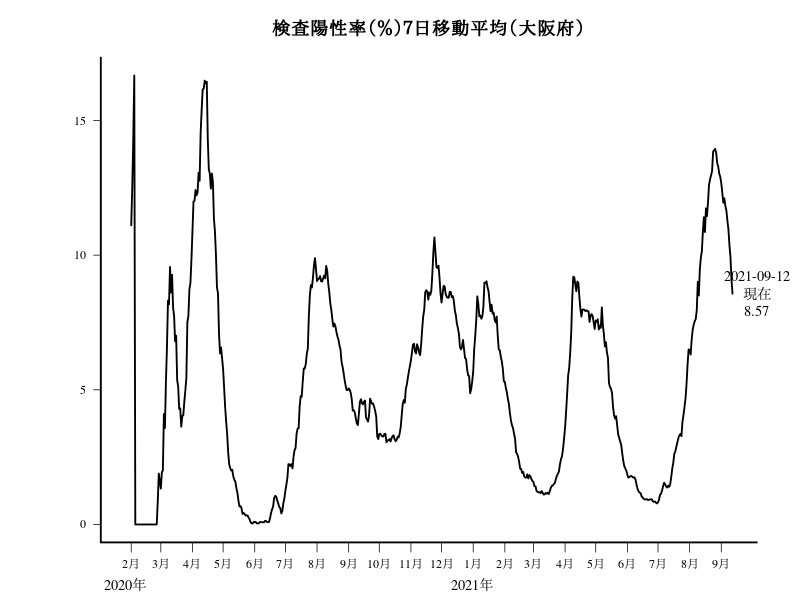 検査陽性率(%)7日移動平均(大阪府)
15
10
5
0
2021-09-12
現在
8.57
2月 3月 4月 5月 6月 7月 8月 9月 10月 11月 12月 1月 2月 3月 4月 5月 6月 7月 8月 9月
2020年 2021年